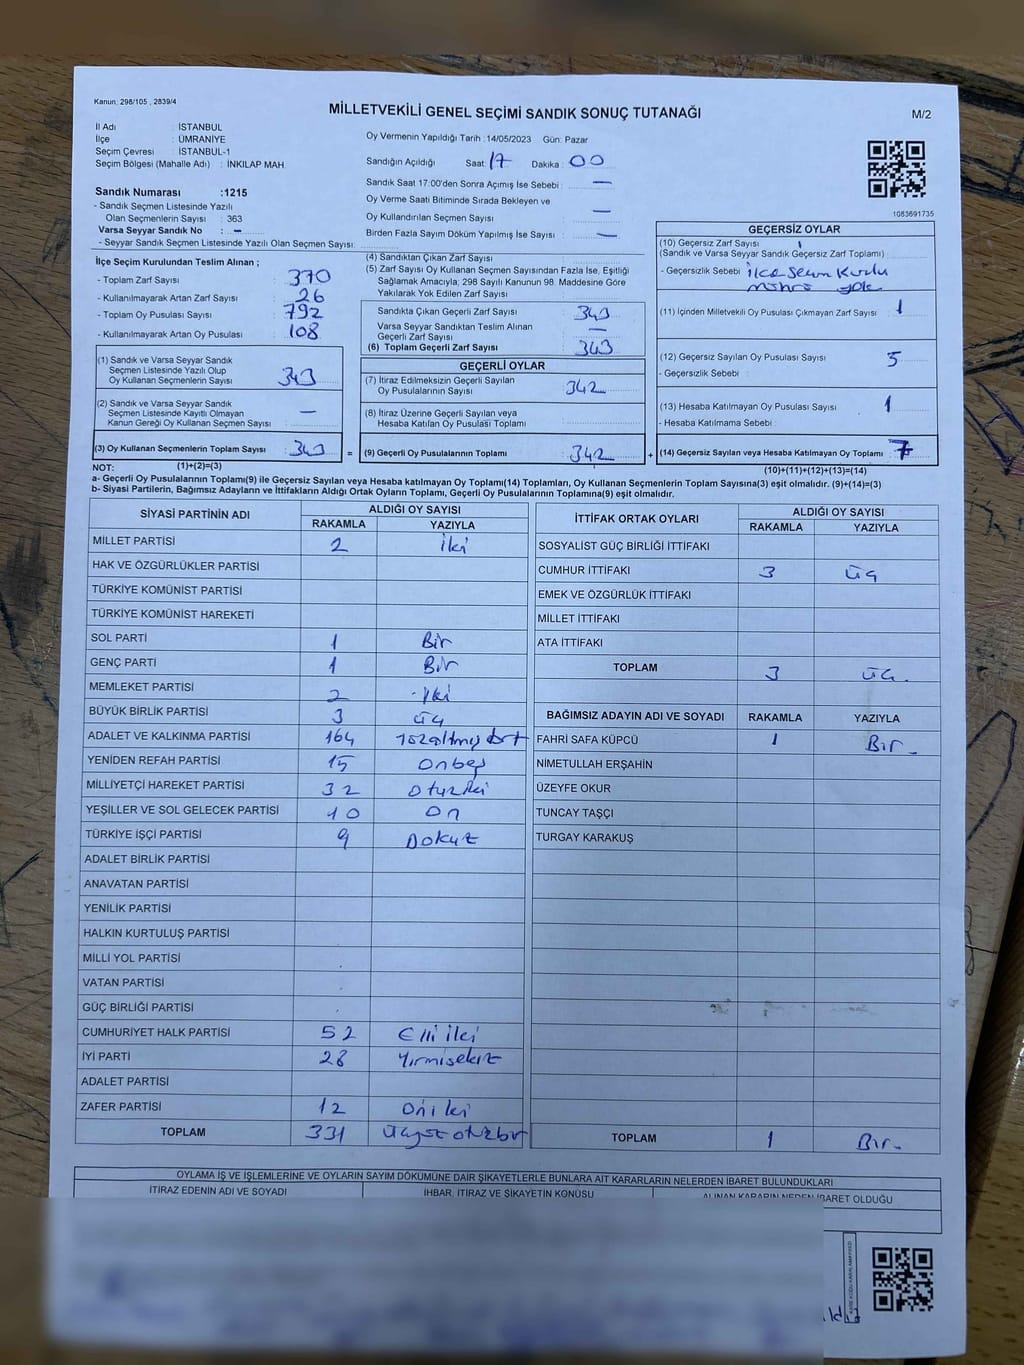 Kanun: 298/105 , 2839/4
MİLLETVEKİLİ GENEL SEÇİMİ SANDIK SONUÇ TUTANAĞI
M/2
İl Adı : İSTANBUL
İlçe : ÜMRANİYE
Seçim Çevresi : İSTANBUL-1
Seçim Bölgesi (Mahalle Adı) : İNKILAP MAH.
Oy Vermenin Yapıldığı Tarih :14/05/2023 Gün: Pazar
Sandığın Açıldığı Saat: 17 Dakika : 00
Sandık Saat 17:00'den Sonra Açımış İse Sebebi : —
Oy Verme Saati Bitiminde Sırada Bekleyen ve
Oy Kullandırılan Seçmen Sayısı : —
Birden Fazla Sayım Döküm Yapılmış İse Sayısı : —
1083691735
Sandık Numarası :1215
- Sandık Seçmen Listesinde Yazılı
Olan Seçmenlerin Sayısı : 363
Varsa Seyyar Sandık No : -
- Seyyar Sandık Seçmen Listesinde Yazılı Olan Seçmen Sayısı:
İlçe Seçim Kurulundan Teslim Alınan ;
- Toplam Zarf Sayısı : 370
- Kullanılmayarak Artan Zarf Sayısı : 26
- Toplam Oy Pusulası Sayısı : 792
- Kullanılmayarak Artan Oy Pusulası : 108
(1) Sandık ve Varsa Seyyar Sandık
Seçmen Listesinde Yazılı Olup
Oy Kullanan Seçmenlerin Sayısı : 343
(2) Sandık ve Varsa Seyyar Sandık
Seçmen Listesinde Kayıtlı Olmayan
Kanun Gereği Oy Kullanan Seçmen Sayısı : —
(3) Oy Kullanan Seçmenlerin Toplam Sayısı : 343
(4) Sandıktan Çıkan Zarf Sayısı :
(5) Zarf Sayısı Oy Kullanan Seçmen Sayısından Fazla İse, Eşitliği
Sağlamak Amacıyla; 298 Sayılı Kanunun 98. Maddesine Göre
Yakılarak Yok Edilen Zarf Sayısı :
Sandıkta Çıkan Geçerli Zarf Sayısı : 343
Varsa Seyyar Sandıktan Teslim Alınan
Geçerli Zarf Sayısı : —
(6) Toplam Geçerli Zarf Sayısı : 343
GEÇERLİ OYLAR
(7) İtiraz Edilmeksizin Geçerli Sayılan
Oy Pusulalarının Sayısı : 342
(8) İtiraz Üzerine Geçerli Sayılan veya
Hesaba Katılan Oy Pusulası Toplamı :
= (9) Geçerli Oy Pusulalarının Toplamı : 342 +
GEÇERSİZ OYLAR
(10) Geçersiz Zarf Sayısı : 1
(Sandık ve Varsa Seyyar Sandık Geçersiz Zarf Toplamı)
- Geçersizlik Sebebi : ilçe Seçim Kurulu
mührü yok
(11) İçinden Milletvekili Oy Pusulası Çıkmayan Zarf Sayısı : 1
(12) Geçersiz Sayılan Oy Pusulası Sayısı : 5
- Geçersizlik Sebebi :
(13) Hesaba Katılmayan Oy Pusulası Sayısı : 1
- Hesaba Katılmama Sebebi :
(14) Geçersiz Sayılan veya Hesaba Katılmayan Oy Toplamı : 7
NOT: (1)+(2)=(3) (10)+(11)+(12)+(13)=(14)
a- Geçerli Oy Pusulalarının Toplamı(9) ile Geçersiz Sayılan veya Hesaba katılmayan Oy Toplamı(14) Toplamları, Oy Kullanan Seçmenlerin Toplam Sayısına(3) eşit olmalıdır. (9)+(14)=(3)
b- Siyasi Partilerin, Bağımsız Adayların ve İttifakların Aldığı Ortak Oyların Toplamı, Geçerli Oy Pusulalarının Toplamına(9) eşit olmalıdır.
SİYASİ PARTİNİN ADI ALDIĞI OY SAYISI
RAKAMLA YAZIYLA
MİLLET PARTİSİ 2 iki
HAK VE ÖZGÜRLÜKLER PARTİSİ
TÜRKİYE KOMÜNİST PARTİSİ
TÜRKİYE KOMÜNİST HAREKETİ
SOL PARTİ 1 Bir
GENÇ PARTİ 1 Bir
MEMLEKET PARTİSİ 2 iki
BÜYÜK BİRLİK PARTİSİ 3 üç
ADALET VE KALKINMA PARTİSİ 164 yüzaltmış dört
YENİDEN REFAH PARTİSİ 15 onbeş
MİLLİYETÇİ HAREKET PARTİSİ 32 otuziki
YEŞİLLER VE SOL GELECEK PARTİSİ 10 on
TÜRKİYE İŞÇİ PARTİSİ 9 Dokuz
ADALET BİRLİK PARTİSİ
ANAVATAN PARTİSİ
YENİLİK PARTİSİ
HALKIN KURTULUŞ PARTİSİ
MİLLİ YOL PARTİSİ
VATAN PARTİSİ
GÜÇ BİRLİĞİ PARTİSİ
CUMHURİYET HALK PARTİSİ 52 Elli iki
İYİ PARTİ 28 Yirmisekiz
ADALET PARTİSİ
ZAFER PARTİSİ 12 Oniki
TOPLAM 331 üçyüz otuzbir
İTTİFAK ORTAK OYLARI ALDIĞI OY SAYISI
RAKAMLA YAZIYLA
SOSYALIST GÜÇ BİRLİĞİ İTTİFAKI
CUMHUR İTTİFAKI 3 üç
EMEK VE ÖZGÜRLÜK İTTİFAKI
MİLLET İTTİFAKI
ATA İTTİFAKI
TOPLAM 3 üç.
BAĞIMSIZ ADAYIN ADI VE SOYADI RAKAMLA YAZIYLA
FAHRİ SAFA KÜPCÜ 1 Bir
NİMETULLAH ERŞAHİN
ÜZEYFE OKUR
TUNCAY TAŞÇI
TURGAY KARAKUŞ
TOPLAM 1 Bir
OYLAMA İŞ VE İŞLEMLERİNE VE OYLARIN SAYIM DÖKÜMÜNE DAİR ŞİKAYETLERLE BUNLARA AİT KARARLARIN NELERDEN İBARET BULUNDUKLARI
İTİRAZ EDENİN ADI VE SOYADI İHBAR, İTİRAZ VE ŞİKAYETİN KONUSU ALINAN KARARIN NEDEN İBARET OLDUĞU